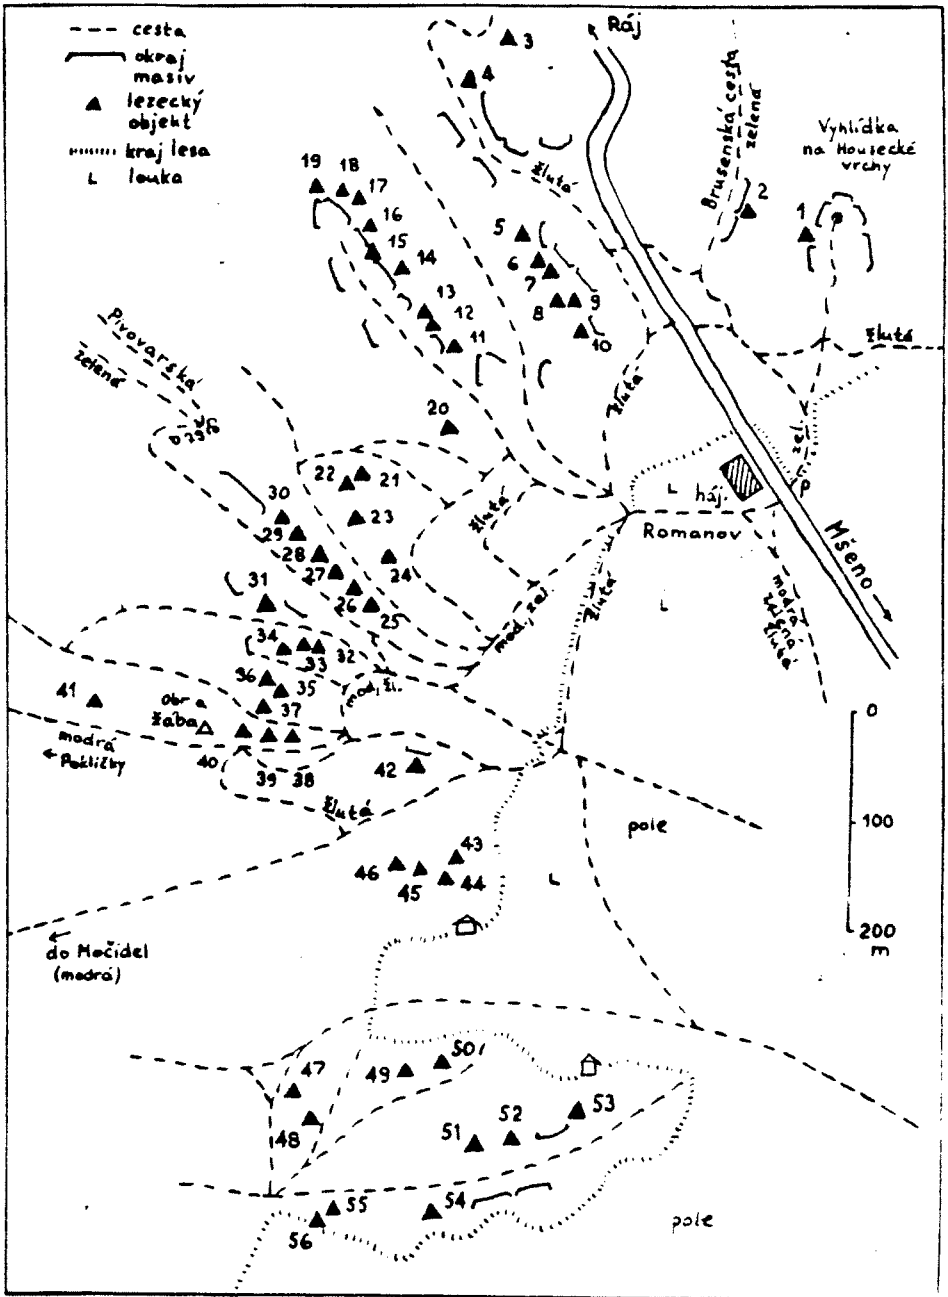 cesta
okraj
masiv
lezecký
objekt
kraj lesa
L louka
Ráj
3
4
Brusenská cesta
zelená
Vyhlídka
na Housecké
vrchy
žlutá
2
1
19
18
17
16
15
14
13
12
11
5
6
7
8
9
10
žlutá
žlutá
zel.
P
Pivovarská
zelená
20
22
21
23
24
30
29
28
27
26
25
žlutá
L
háj.
Romanov
Mšeno
mod, zel
žlutá
L
modrá
zelená
žlutá
31
34
33
32
36
35
37
mod, žl.
41
Obr a
žába
modrá
Pokličky
40
39
38
42
žlutá
0
100
200
m
pole
43
44
45
46
L
do Močidel
(modrá)
47
48
49
50
51
52
53
54
55
56
pole